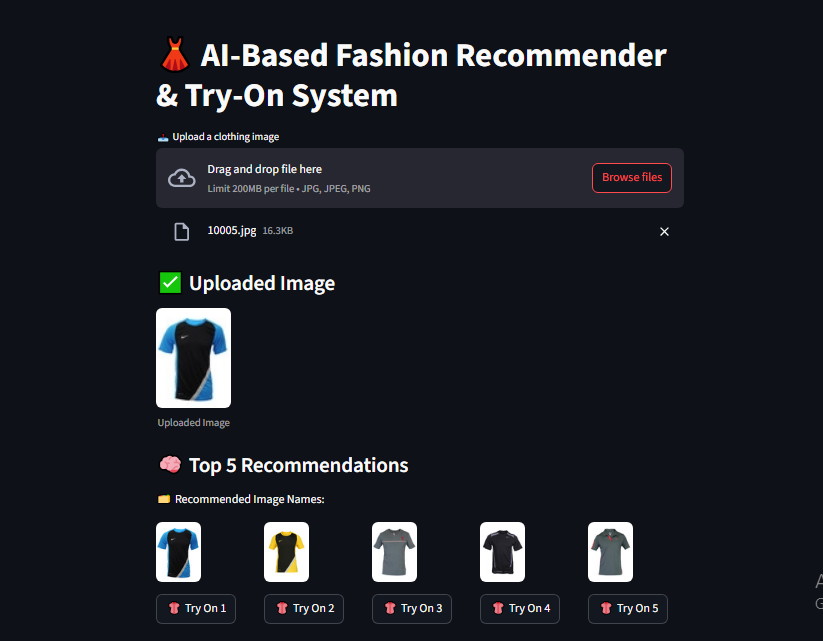 AI-Based Fashion Recommender
& Try-On System
Upload a clothing image
Drag and drop file here
Limit 200MB per file • JPG, JPEG, PNG
Browse files
10005.jpg 16.3KB
Uploaded Image
Uploaded Image
Top 5 Recommendations
Recommended Image Names:
Try On 1
Try On 2
Try On 3
Try On 4
Try On 5